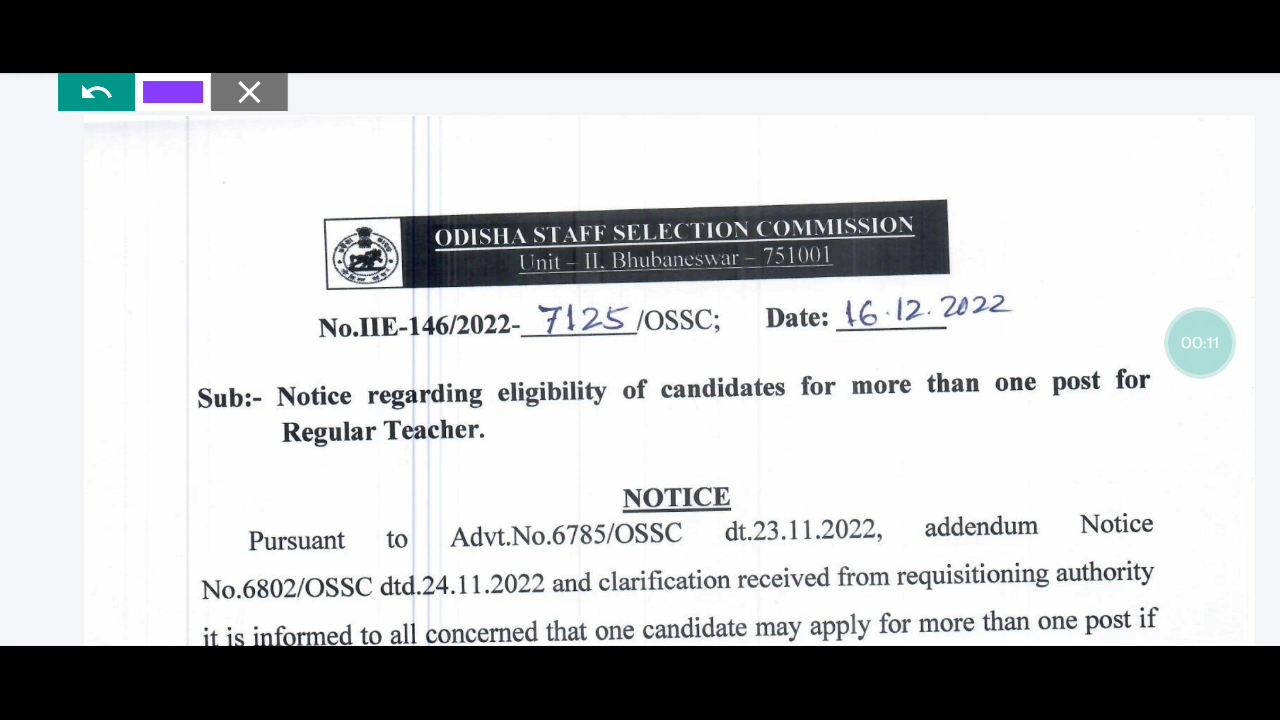 ODISHA STAFF SELECTION COMMISSION
Unit – II, Bhubaneswar – 751001
No.IIE-146/2022- 7125 /OSSC; Date: 16.12.2022
00:11
Sub:- Notice regarding eligibility of candidates for more than one post for
Regular Teacher.
NOTICE
Pursuant to Advt.No.6785/OSSC dt.23.11.2022, addendum Notice
No.6802/OSSC dtd.24.11.2022 and clarification received from requisitioning authority
it is informed to all concerned that one candidate may apply for more than one post if